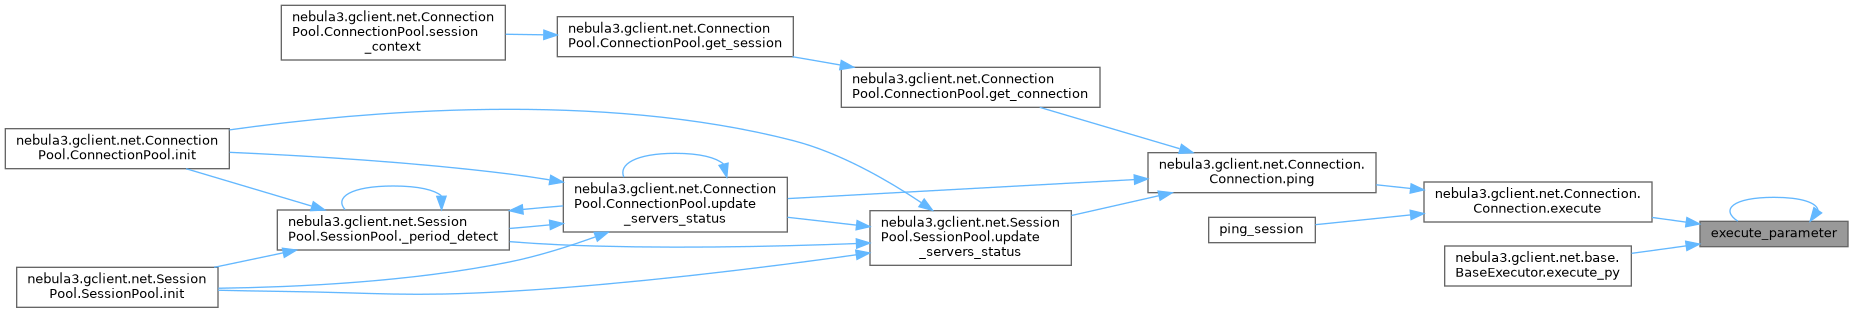 nebula3.gclient.net.Connection
Pool.ConnectionPool.session
_context
nebula3.gclient.net.Connection
Pool.ConnectionPool.get_session
nebula3.gclient.net.Connection
Pool.ConnectionPool.get_connection
nebula3.gclient.net.Connection
Pool.ConnectionPool.init
nebula3.gclient.net.Connection.
Connection.ping
nebula3.gclient.net.Connection
Pool.ConnectionPool.update
_servers_status
nebula3.gclient.net.Connection.
Connection.execute
nebula3.gclient.net.Session
Pool.SessionPool._period_detect
nebula3.gclient.net.Session
Pool.SessionPool.update
_servers_status
ping_session
execute_parameter
nebula3.gclient.net.base.
BaseExecutor.execute_py
nebula3.gclient.net.Session
Pool.SessionPool.init